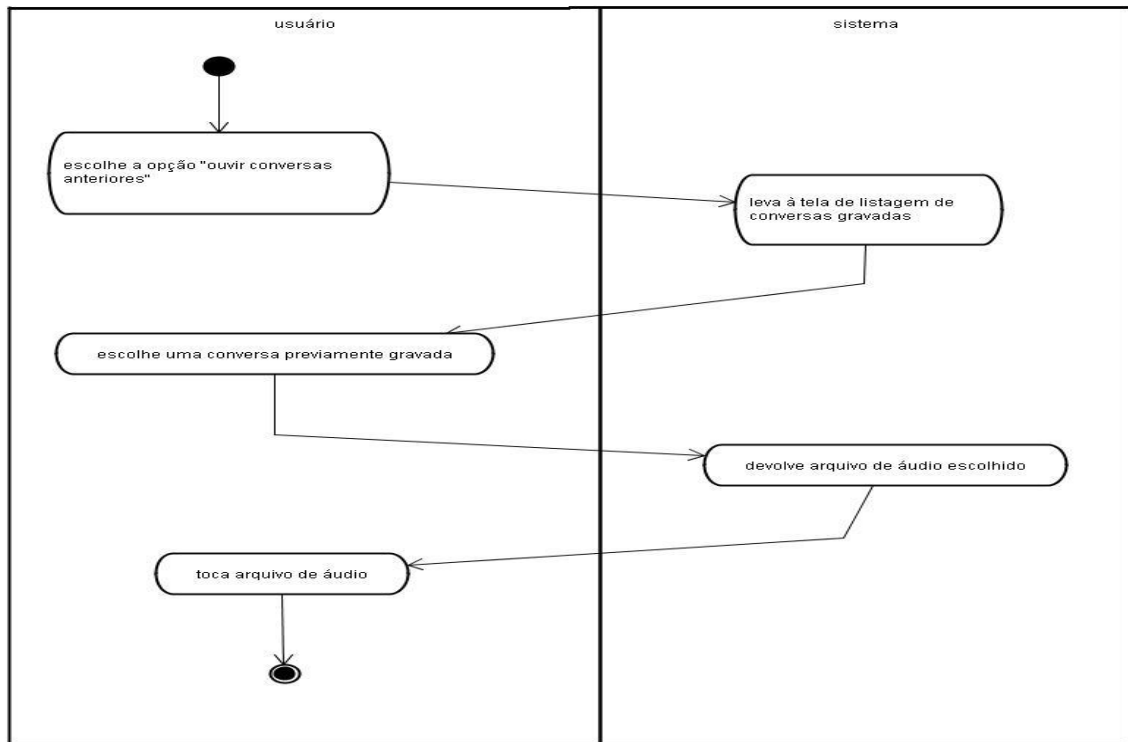 usuário
sistema
escolhe a opção "ouvir conversas
anteriores"
leva à tela de listagem de
conversas gravadas
escolhe uma conversa previamente gravada
devolve arquivo de áudio escolhido
toca arquivo de áudio